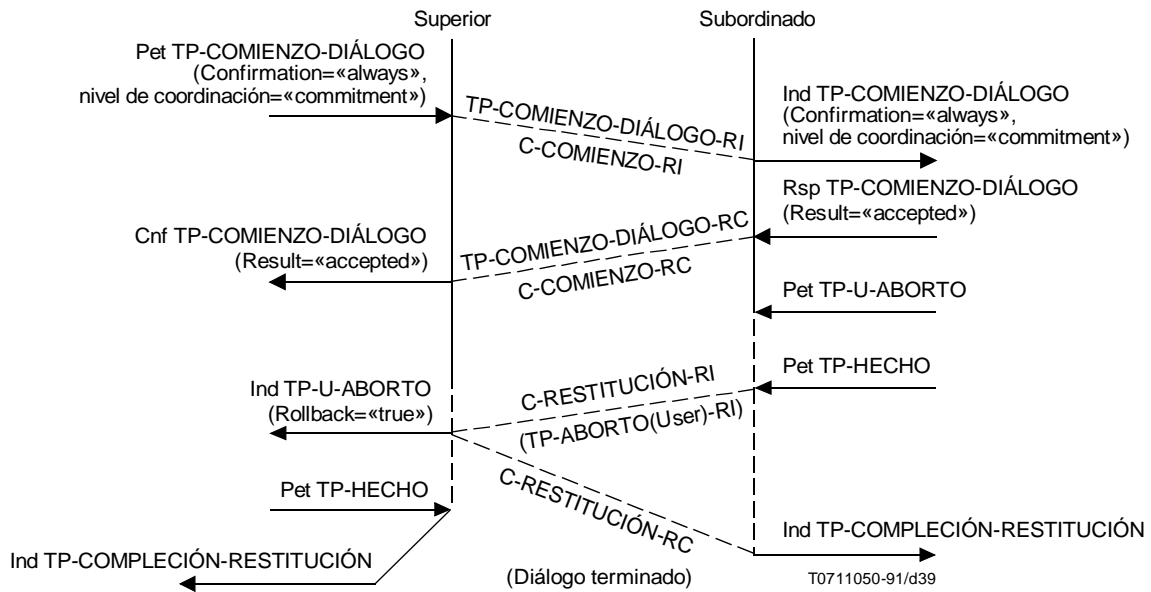 Superior
Subordinado
Pet TP-COMIENZO-DIÁLOGO
(Confirmation=«always»,
nivel de coordinación=«commitment»)
TP-COMIENZO-DIÁLOGO-RI
C-COMIENZO-RI
Ind TP-COMIENZO-DIÁLOGO
(Confirmation=«always»,
nivel de coordinación=«commitment»)
Rsp TP-COMIENZO-DIÁLOGO
(Result=«accepted»)
Cnf TP-COMIENZO-DIÁLOGO
(Result=«accepted»)
TP-COMIENZO-DIÁLOGO-RC
C-COMIENZO-RC
Pet TP-U-ABORTO
Pet TP-HECHO
Ind TP-U-ABORTO
(Rollback=«true»)
C-RESTITUCIÓN-RI
(TP-ABORTO(User)-RI)
Pet TP-HECHO
C-RESTITUCIÓN-RC
Ind TP-COMPLECIÓN-RESTITUCIÓN
Ind TP-COMPLECIÓN-RESTITUCIÓN
(Diálogo terminado)
T0711050-91/d39